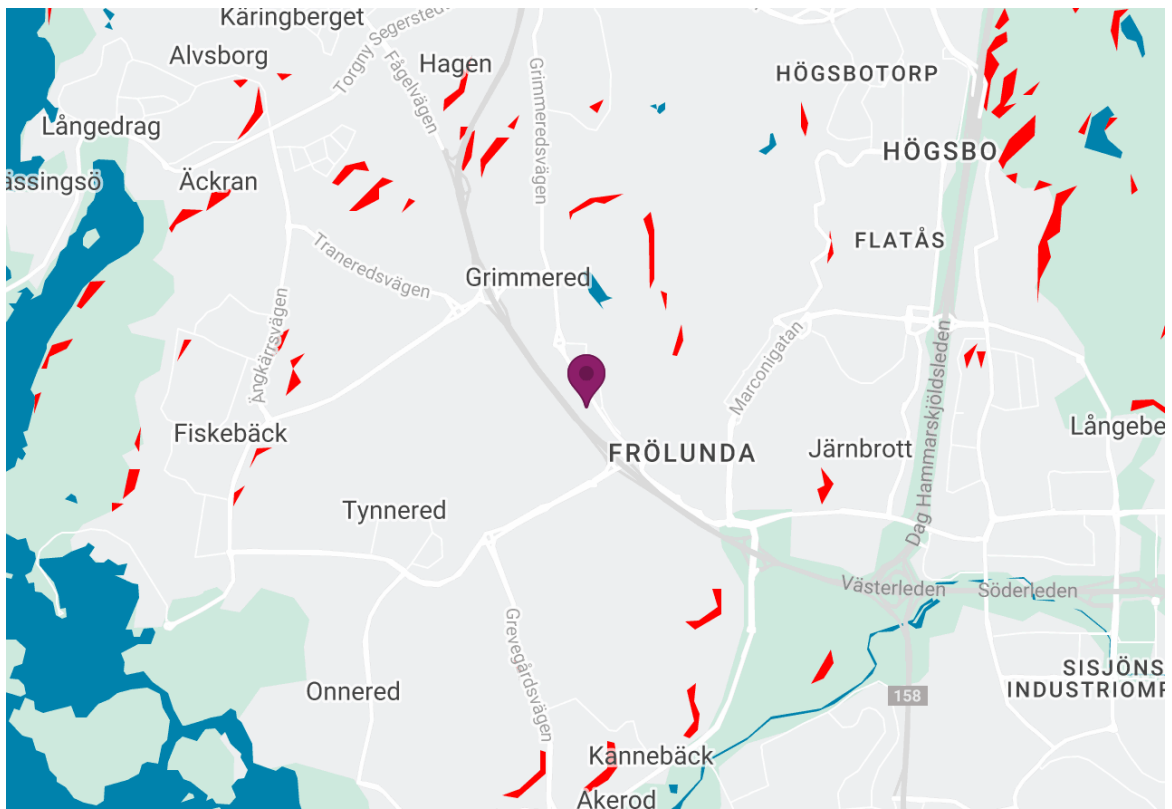 Käringberget
Torgny Segerstedt
Alvsborg
Hagen
Fågelvägen
Grimmeredsvägen
HÖGSBOTORP
Långedrag
HÖGSBO
ässingsö
Äckran
FLATÅS
Traneredsvägen
Grimmered
Ängkärrsvägen
Marconigatan
Dag Hammarskjöldsleden
Fiskebäck
FRÖLUNDA
Järnbrott
Långebe
Tynnered
Västerleden
Söderleden
Grevegårdsvägen
SISJÖNS
INDUSTRIOMR
Onnered
158
Kannebäck
Åkerod